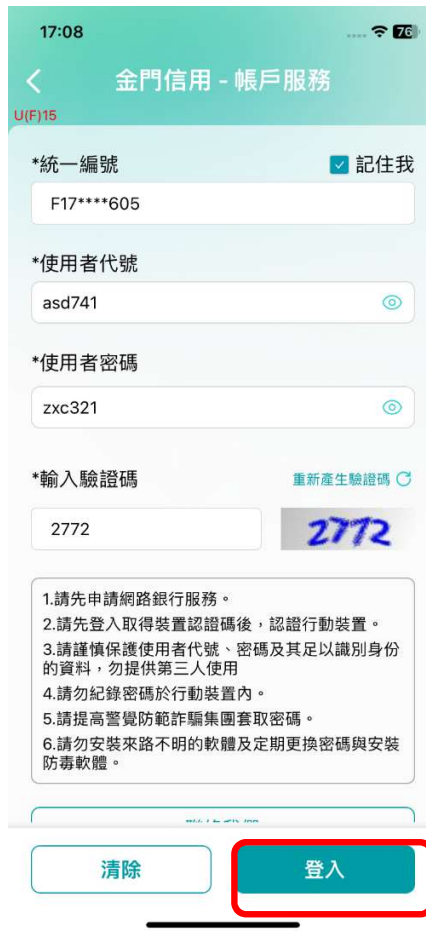 17:08
76
金門信用 - 帳戶服務
U(F)15
*統一編號
記住我
F17****605
*使用者代號
asd741
*使用者密碼
zxc321
*輸入驗證碼
重新產生驗證碼
2772
2772
1.請先申請網路銀行服務。
2.請先登入取得裝置認證碼後，認證行動裝置。
3.請謹慎保護使用者代號、密碼及其足以識別身份
的資料，勿提供第三人使用
4.請勿紀錄密碼於行動裝置內。
5.請提高警覺防範詐騙集團套取密碼。
6.請勿安裝來路不明的軟體及定期更換密碼與安裝
防毒軟體。
清除
登入